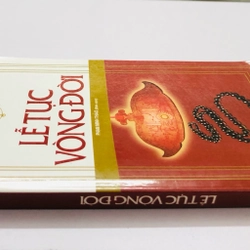 LỄ TỤC
VÒNG ĐỜI
LỄ TỤC VÒNG ĐỜI